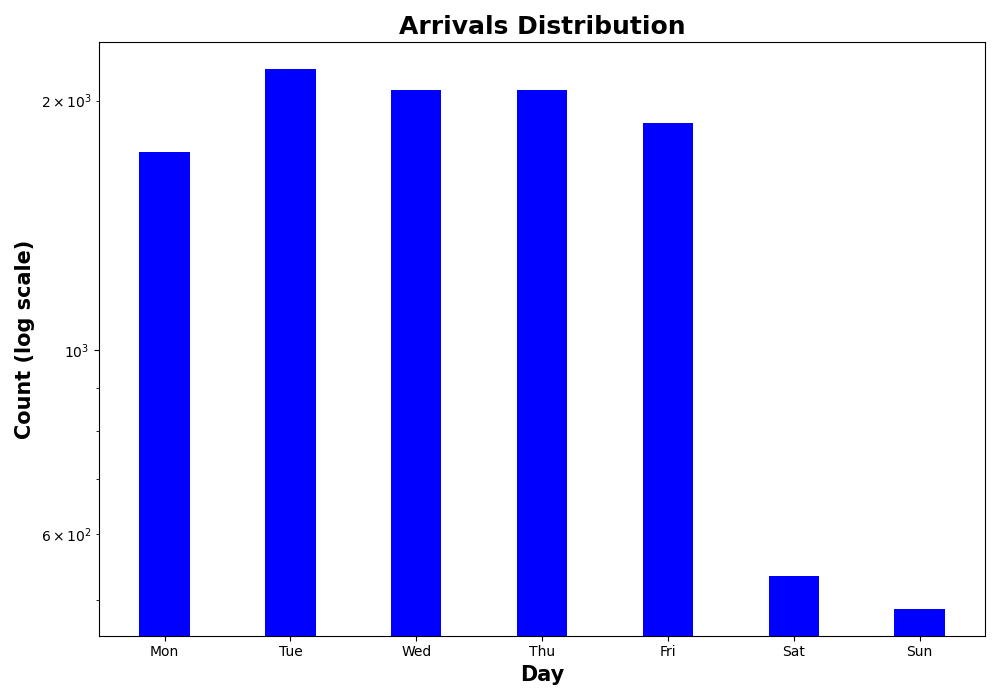 Arrivals Distribution
Count (log scale)
2 × 10³
10³
6 × 10²
Mon Tue Wed Thu Fri Sat Sun
Day